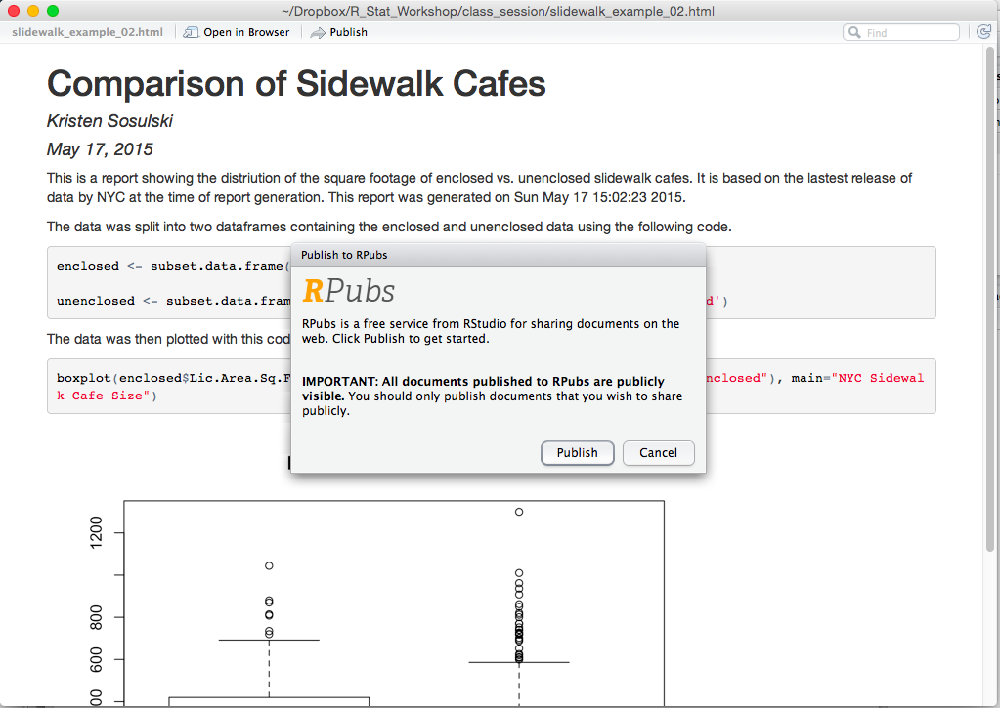 ~/Dropbox/R_Stat_Workshop/class_session/slidewalk_example_02.html
slidewalk_example_02.html Open in Browser Publish Find
Comparison of Sidewalk Cafes
Kristen Sosulski
May 17, 2015
This is a report showing the distriution of the square footage of enclosed vs. unenclosed slidewalk cafes. It is based on the lastest release of
data by NYC at the time of report generation. This report was generated on Sun May 17 15:02:23 2015.
The data was split into two dataframes containing the enclosed and unenclosed data using the following code.
enclosed <- subset.data.frame(
unenclosed <- subset.data.fram d')
The data was then plotted with this cod
boxplot(enclosed$Lic.Area.Sq.F nclosed"), main="NYC Sidewal
k Cafe Size")
Publish to RPubs
RPubs
RPubs is a free service from RStudio for sharing documents on the
web. Click Publish to get started.
IMPORTANT: All documents published to RPubs are publicly
visible. You should only publish documents that you wish to share
publicly.
Publish Cancel
1200
800
600
00